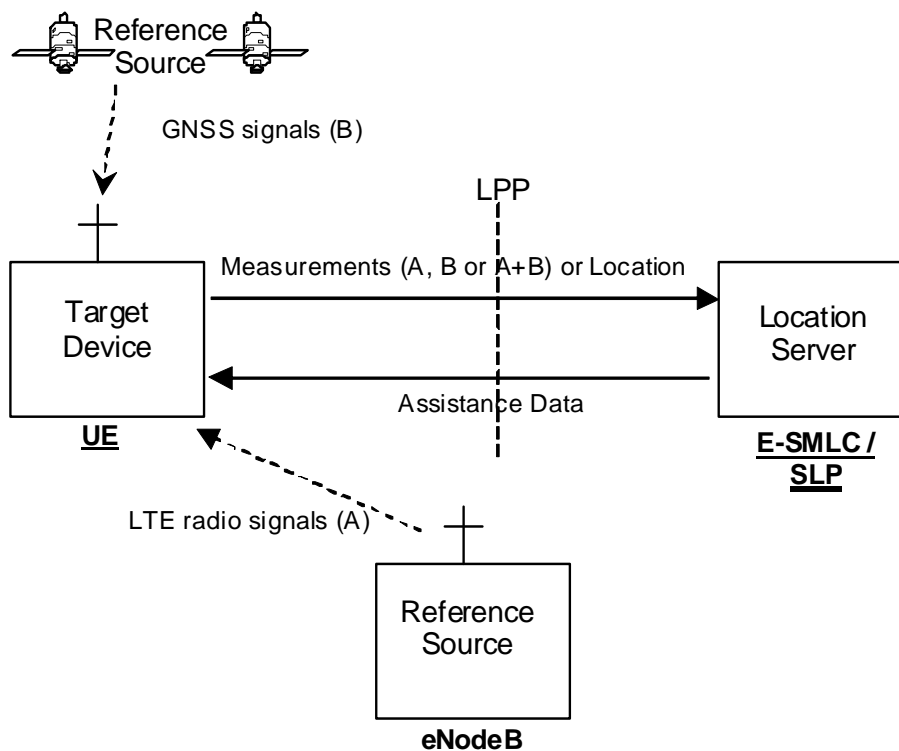 Reference
Source
GNSS signals (B)
LPP
Measurements (A, B or A+B) or Location
Target
Device
Location
Server
Assistance Data
UE
E-SMLC /
SLP
LTE radio signals (A)
Reference
Source
eNodeB